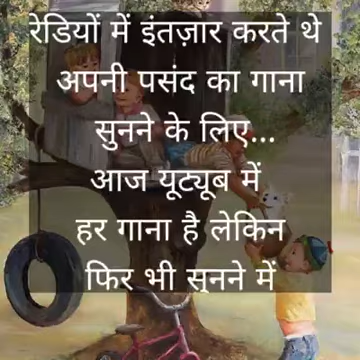 रेडियों में इंतज़ार करते थे
अपनी पसंद का गाना
सुनने के लिए...
आज यूट्यूब में
हर गाना है लेकिन
फिर भी सुनने में